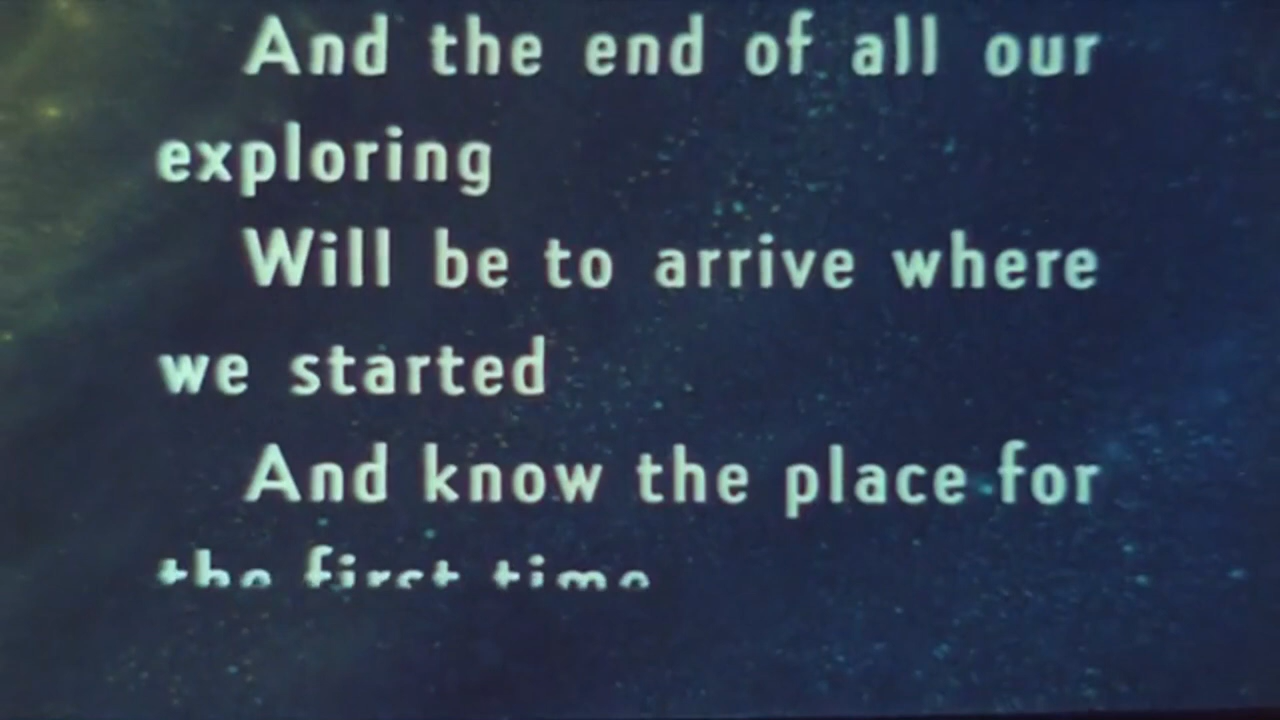 And the end of all our
exploring
Will be to arrive where
we started
And know the place for
the first time